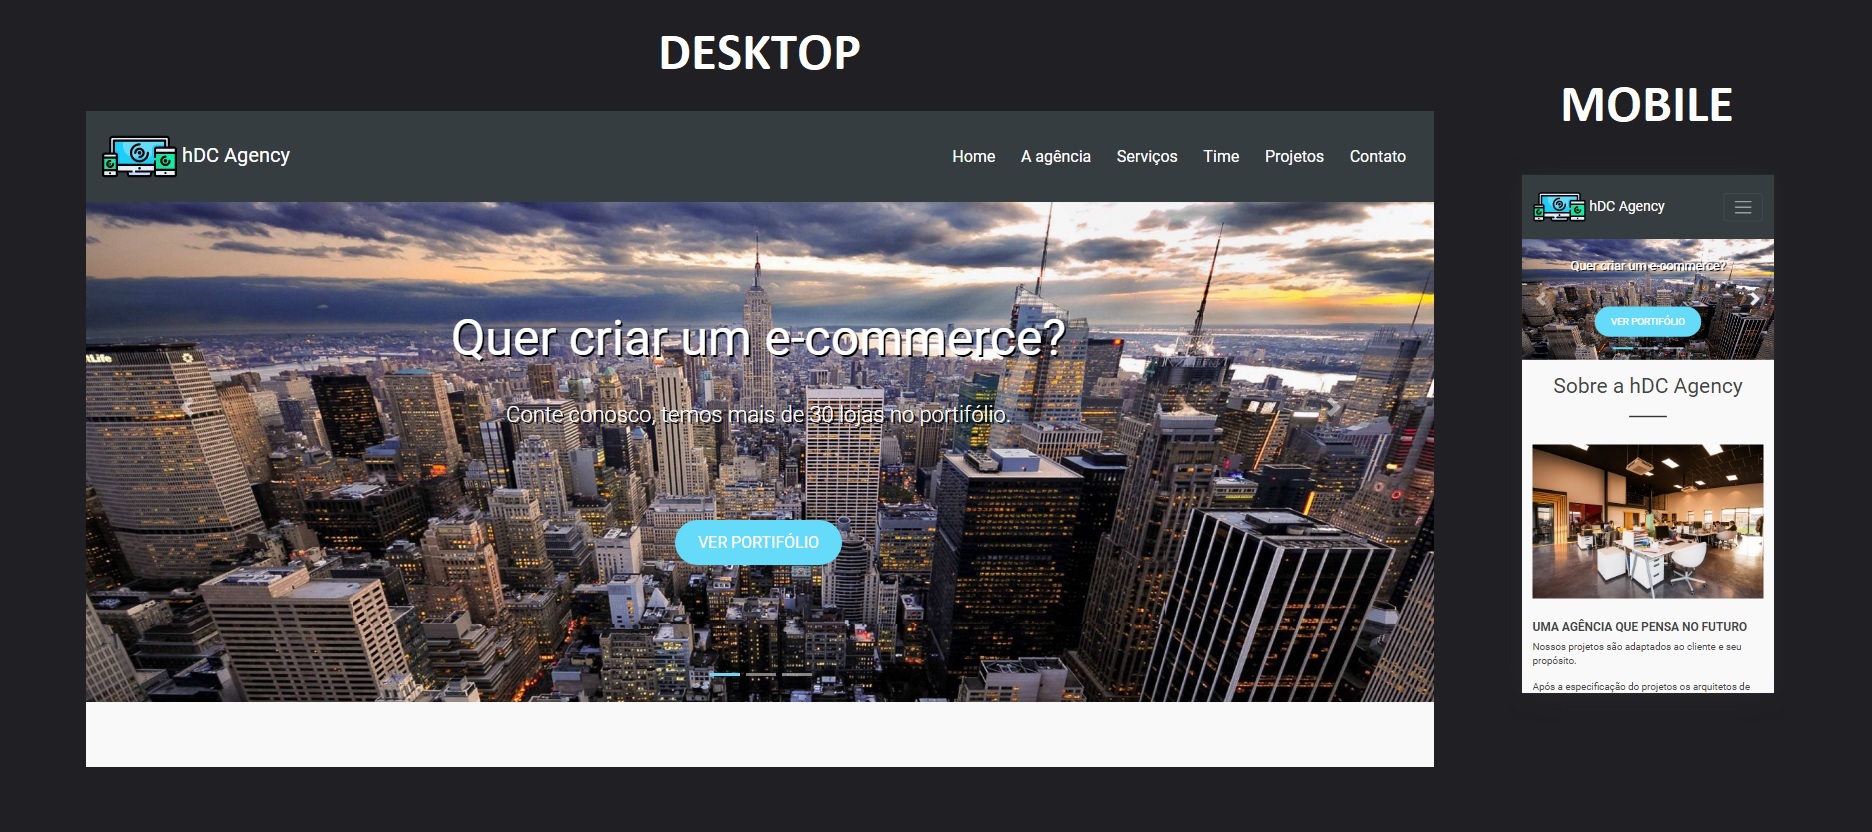 DESKTOP
hDC Agency
Home A agência Serviços Time Projetos Contato
Quer criar um e-commerce?
Conte conosco, temos mais de 30 lojas no portifólio.
VER PORTIFÓLIO
MOBILE
hDC Agency
Quer criar um e-commerce?
VER PORTIFÓLIO
Sobre a hDC Agency
UMA AGÊNCIA QUE PENSA NO FUTURO
Nossos projetos são adaptados ao cliente e seu
propósito.
Após a especificação do projetos os arquitetos de